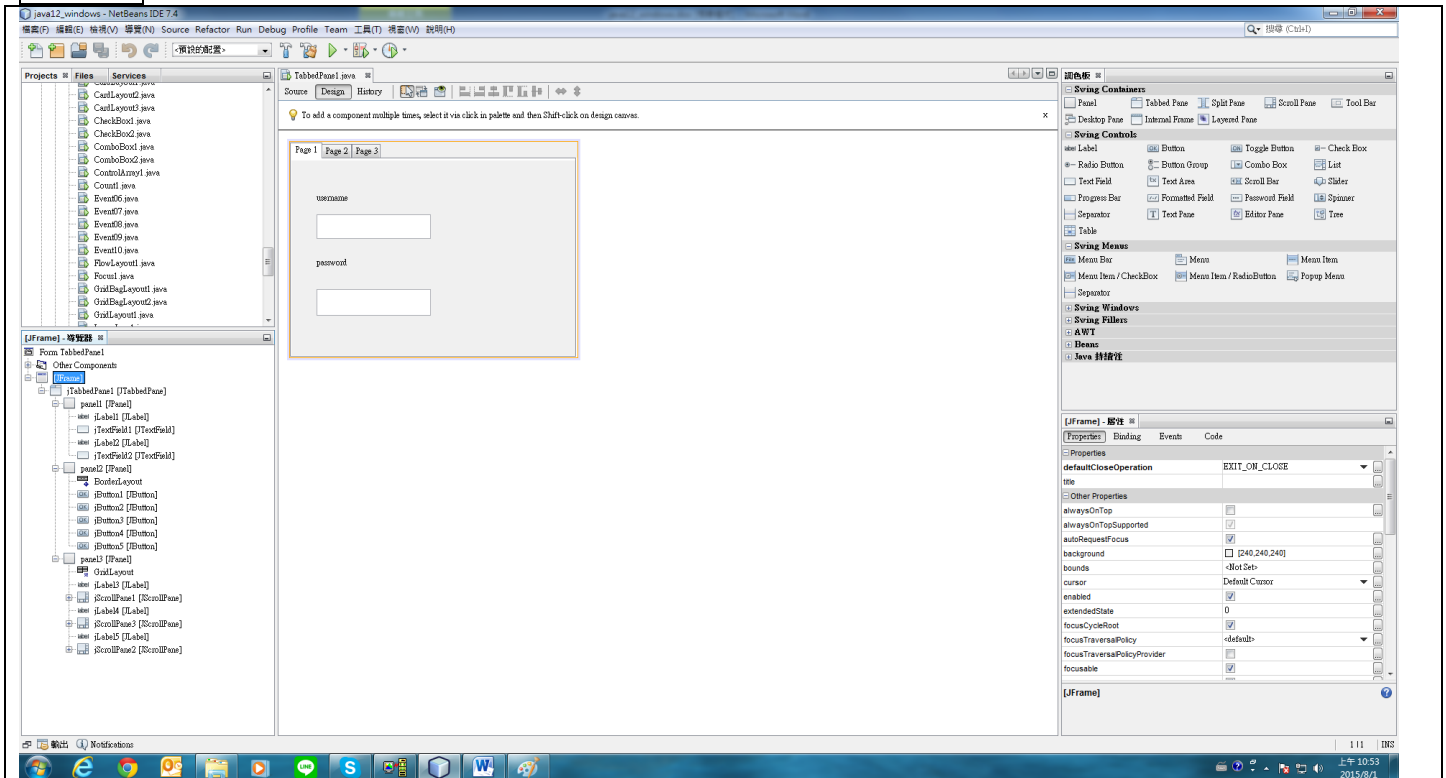 java12_windows - NetBeans IDE 7.4
檔案(F) 編輯(E) 檢視(V) 導覽(N) Source Refactor Run Debug Profile Team 工具(T) 視窗(W) 說明(H)
搜尋 (Ctrl+I)
<預設的配置>
Projects Files Services
CardLayout2.java
CardLayout3.java
CheckBox1.java
CheckBox2.java
ComboBox1.java
ComboBox2.java
ControlArray1.java
Count1.java
Event06.java
Event07.java
Event08.java
Event09.java
Event10.java
FlowLayout1.java
Focus1.java
GridBagLayout1.java
GridBagLayout2.java
GridLayout1.java
[JFrame] - 導覽器
Form TabbedPane1
Other Components
[JFrame]
jTabbedPane1 [JTabbedPane]
panel1 [JPanel]
jLabel1 [JLabel]
jTextField1 [JTextField]
jLabel2 [JLabel]
jTextField2 [JTextField]
panel2 [JPanel]
BorderLayout
jButton1 [JButton]
jButton2 [JButton]
jButton3 [JButton]
jButton4 [JButton]
jButton5 [JButton]
panel3 [JPanel]
GridLayout
jLabel3 [JLabel]
jScrollPane1 [JScrollPane]
jLabel4 [JLabel]
jScrollPane3 [JScrollPane]
jLabel5 [JLabel]
jScrollPane2 [JScrollPane]
TabbedPane1.java
Source Design History
To add a component multiple times, select it via click in palette and then Shift-click on design canvas. x
Page 1 Page 2 Page 3
username
password
調色板
Swing Containers
Panel Tabbed Pane Split Pane Scroll Pane Tool Bar
Desktop Pane Internal Frame Layered Pane
Swing Controls
Label Button Toggle Button Check Box
Radio Button Button Group Combo Box List
Text Field Text Area Scroll Bar Slider
Progress Bar Formatted Field Password Field Spinner
Separator Text Pane Editor Pane Tree
Table
Swing Menus
Menu Bar Menu Menu Item
Menu Item / CheckBox Menu Item / RadioButton Popup Menu
Separator
Swing Windows
Swing Fillers
AWT
Beans
Java 持續性
[JFrame] - 屬性
Properties Binding Events Code
Properties
defaultCloseOperation EXIT_ON_CLOSE
title
Other Properties
alwaysOnTop
alwaysOnTopSupported
autoRequestFocus
background [240,240,240]
bounds <Not Set>
cursor Default Cursor
enabled
extendedState 0
focusCycleRoot
focusTraversalPolicy <default>
focusTraversalPolicyProvider
focusable
[JFrame]
輸出 Notifications
1|1 INS
上午 10:53
2015/8/1